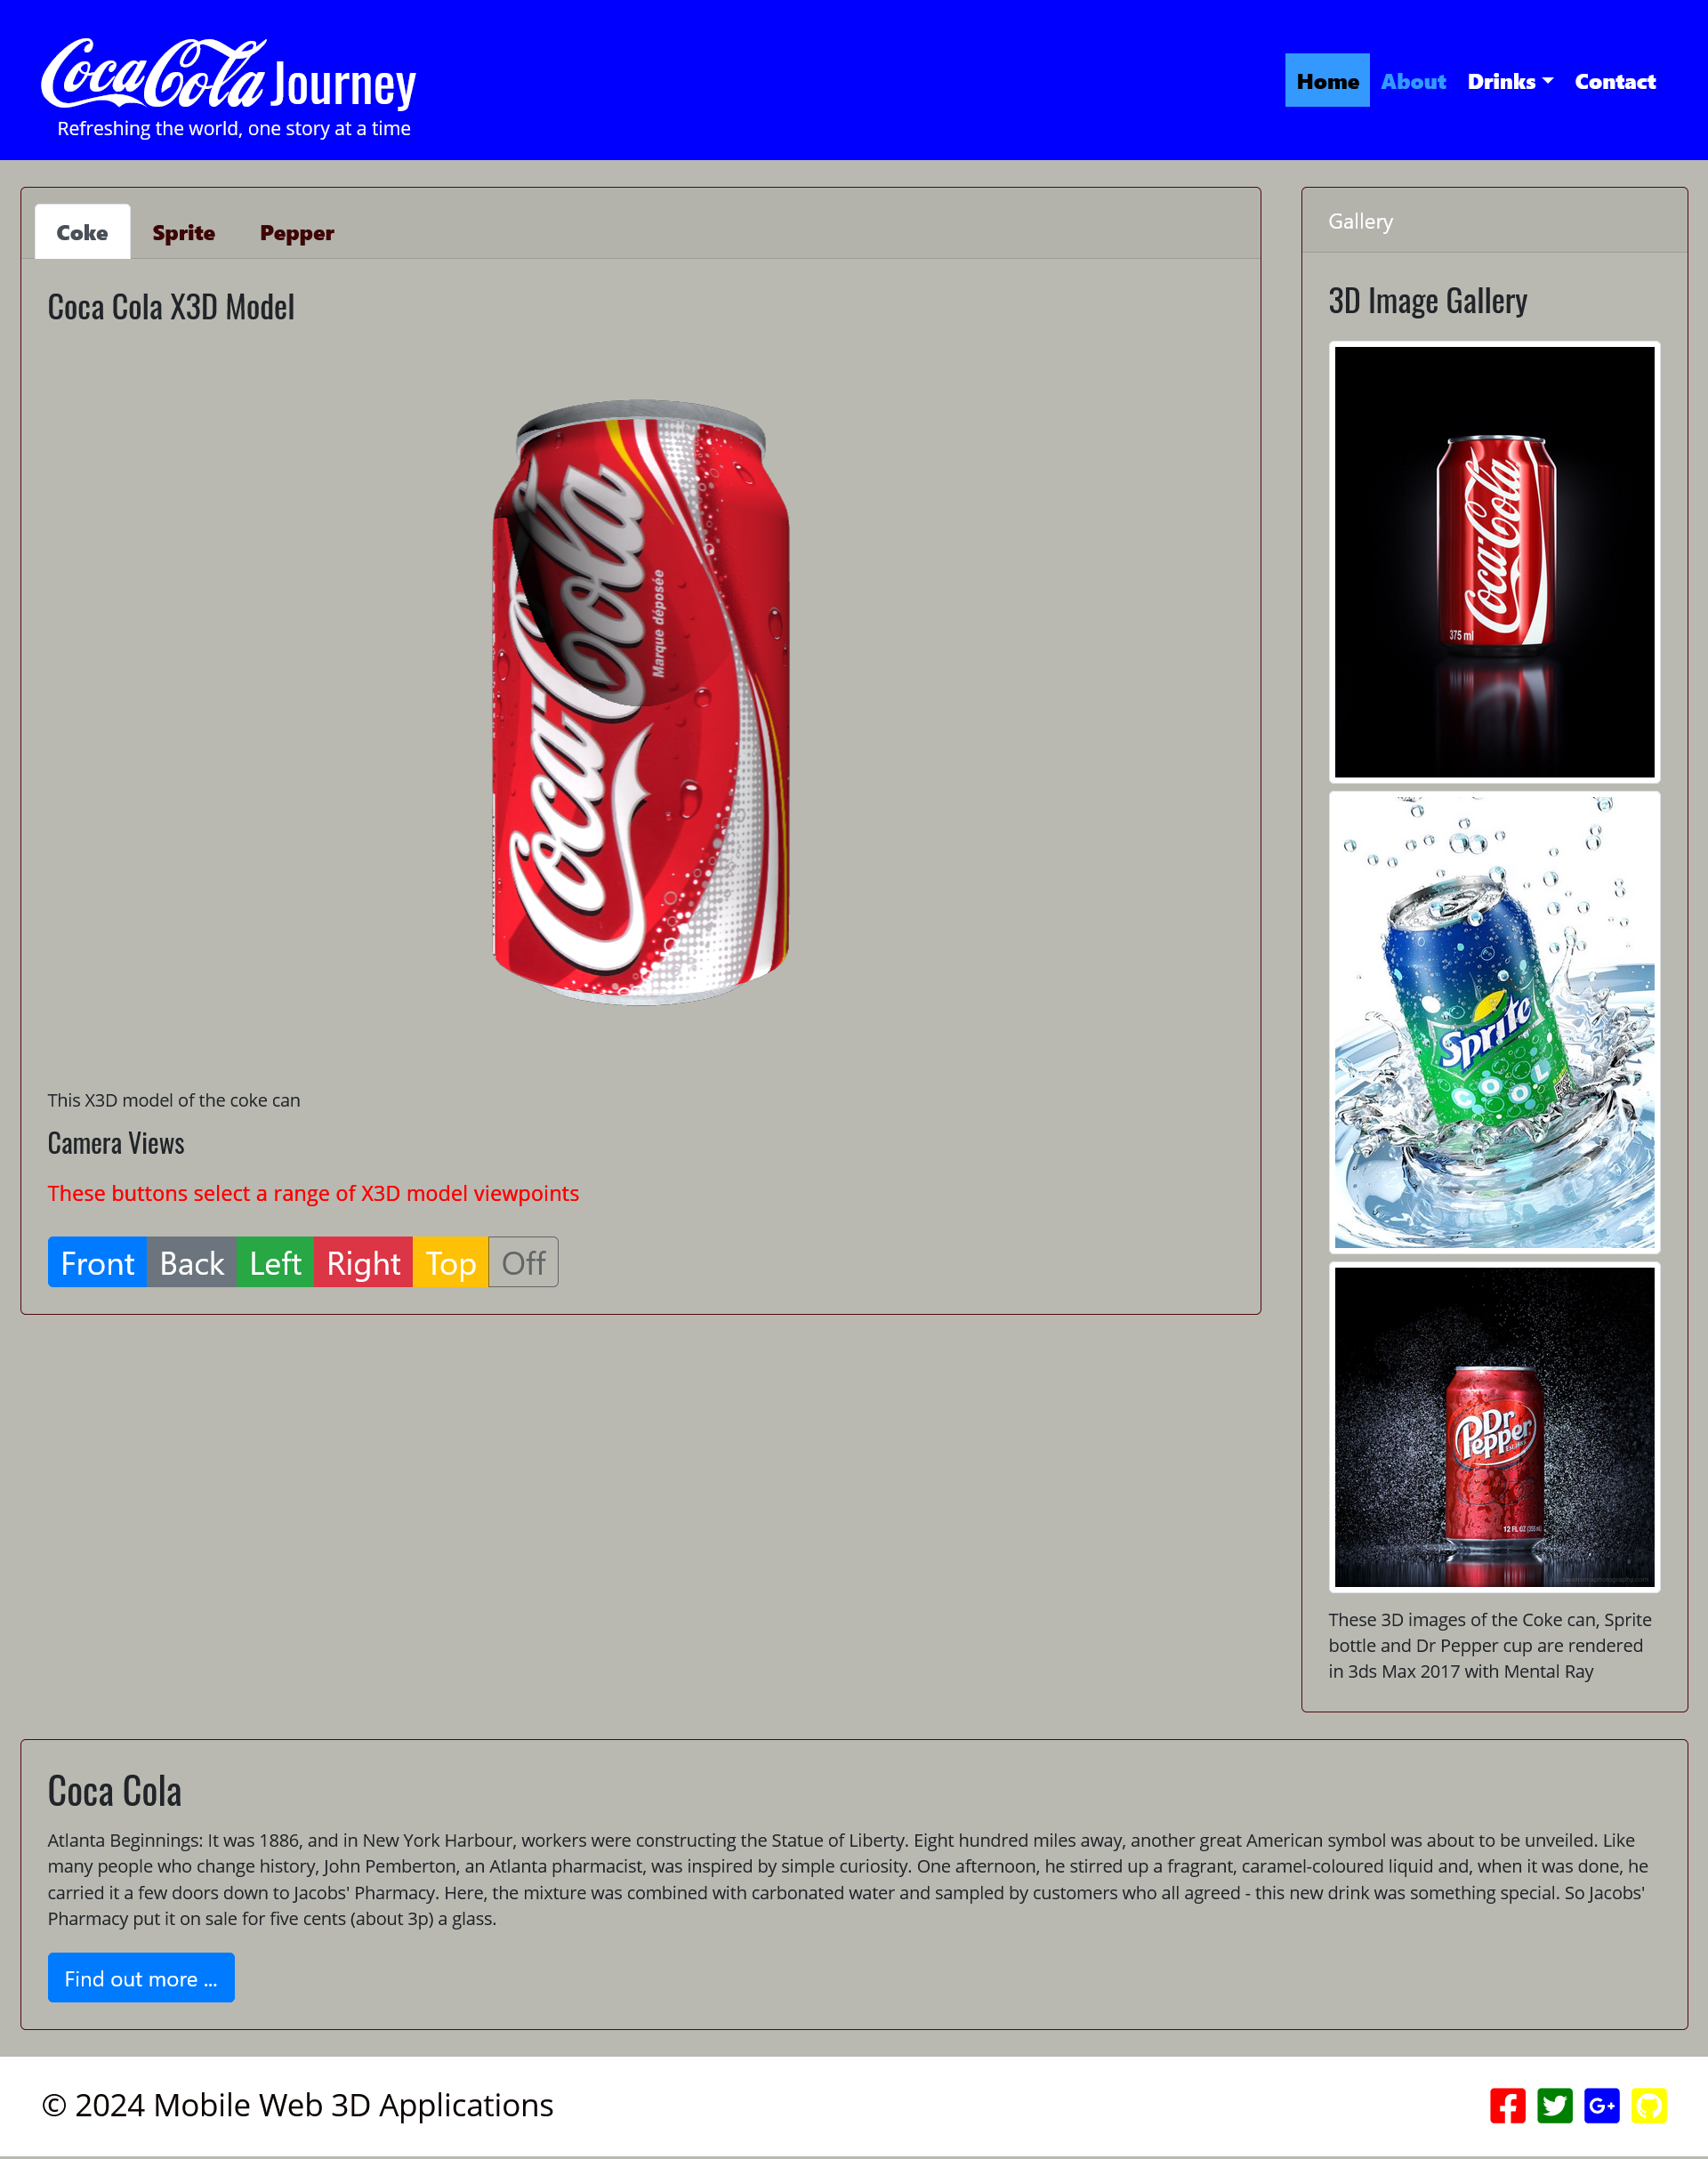 Coca Cola Journey
Refreshing the world, one story at a time
Home About Drinks Contact
Coke Sprite Pepper
Coca Cola X3D Model
Coca-Cola
Marque déposée
This X3D model of the coke can
Camera Views
These buttons select a range of X3D model viewpoints
Front Back Left Right Top Off
Gallery
3D Image Gallery
Coca-Cola
375 ml
Sprite
COOL
Dr
Pepper
12 FL OZ
These 3D images of the Coke can, Sprite
bottle and Dr Pepper cup are rendered
in 3ds Max 2017 with Mental Ray
Coca Cola
Atlanta Beginnings: It was 1886, and in New York Harbour, workers were constructing the Statue of Liberty. Eight hundred miles away, another great American symbol was about to be unveiled. Like
many people who change history, John Pemberton, an Atlanta pharmacist, was inspired by simple curiosity. One afternoon, he stirred up a fragrant, caramel-coloured liquid and, when it was done, he
carried it a few doors down to Jacobs' Pharmacy. Here, the mixture was combined with carbonated water and sampled by customers who all agreed - this new drink was something special. So Jacobs'
Pharmacy put it on sale for five cents (about 3p) a glass.
Find out more ...
© 2024 Mobile Web 3D Applications